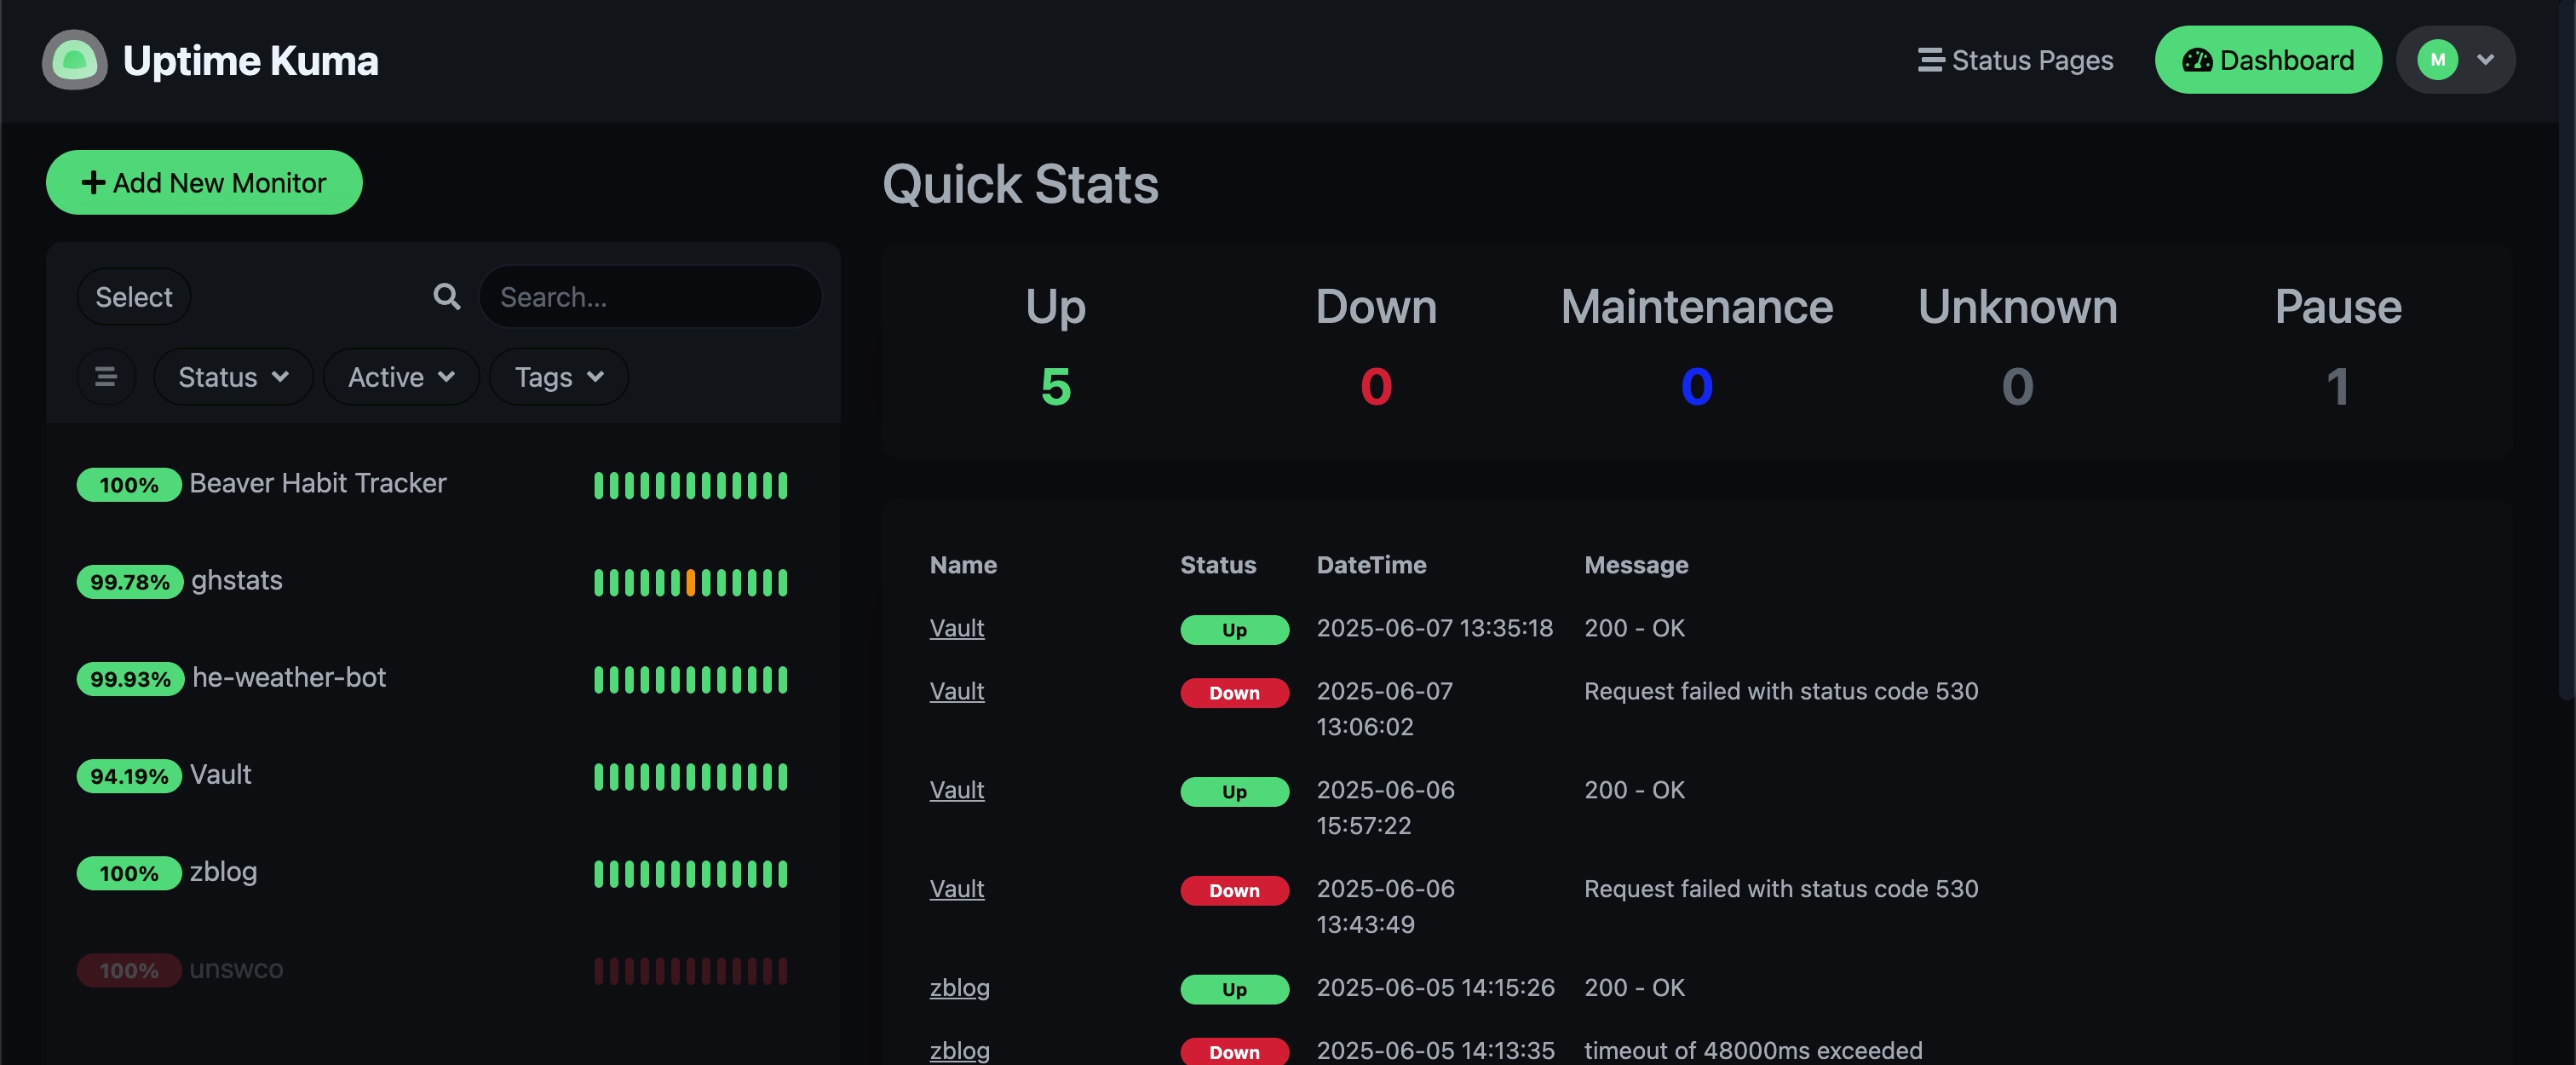 Uptime Kuma
Status Pages
Dashboard
M
Add New Monitor
Quick Stats
Select
Search...
Status
Active
Tags
Up
Down
Maintenance
Unknown
Pause
5
0
0
0
1
100% Beaver Habit Tracker
99.78% ghstats
99.93% he-weather-bot
94.19% Vault
100% zblog
100% unswco
Name Status DateTime Message
Vault Up 2025-06-07 13:35:18 200 - OK
Vault Down 2025-06-07 Request failed with status code 530
13:06:02
Vault Up 2025-06-06 200 - OK
15:57:22
Vault Down 2025-06-06 Request failed with status code 530
13:43:49
zblog Up 2025-06-05 14:15:26 200 - OK
zblog Down 2025-06-05 14:13:35 timeout of 48000ms exceeded